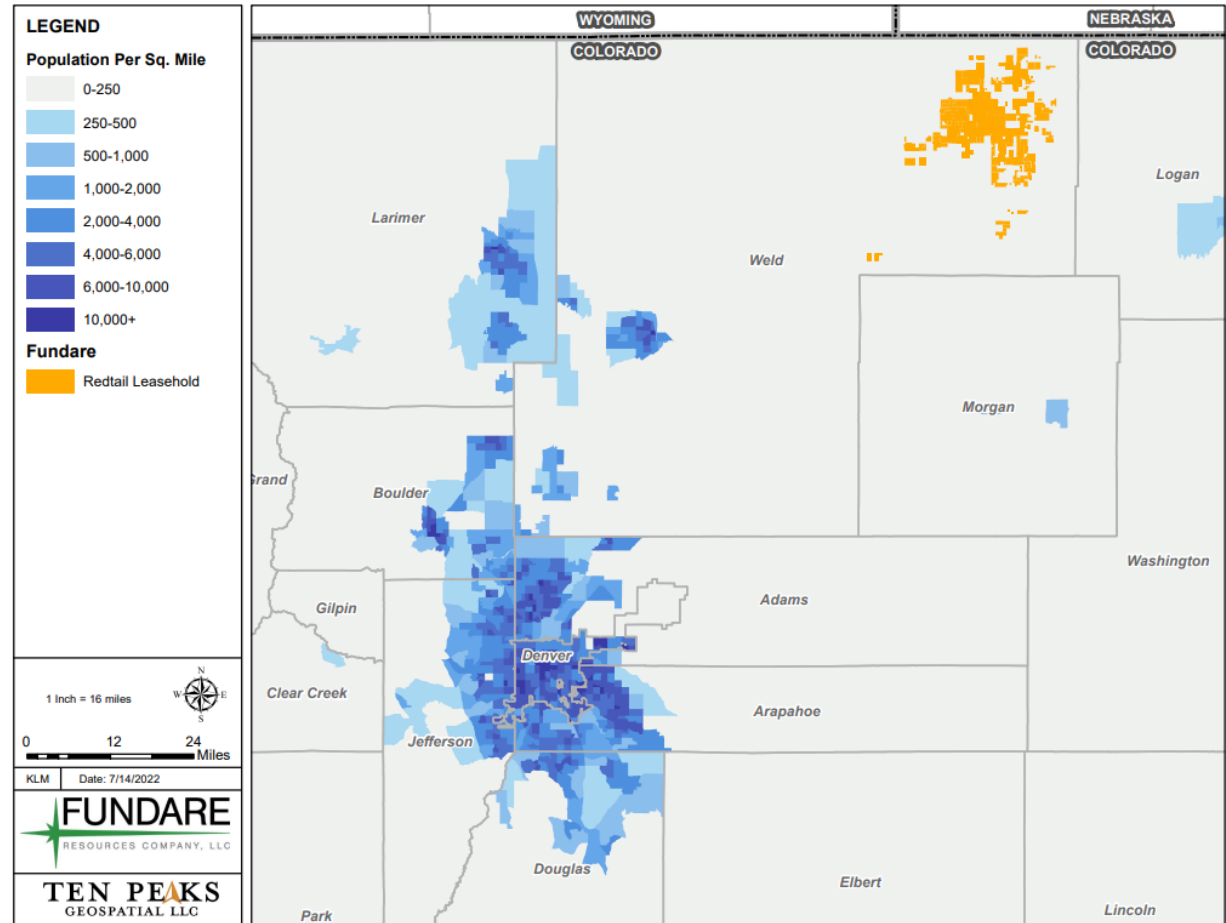 LEGEND
Population Per Sq. Mile
0-250
250-500
500-1,000
1,000-2,000
2,000-4,000
4,000-6,000
6,000-10,000
10,000+
Fundare
Redtail Leasehold
1 Inch = 16 miles
N
W E
S
0 12 24
Miles
KLM Date: 7/14/2022
FUNDARE
RESOURCES COMPANY, LLC
TEN PEAKS
GEOSPATIAL LLC
WYOMING
NEBRASKA
COLORADO
COLORADO
Logan
Larimer
Weld
Morgan
rand
Boulder
Washington
Adams
Gilpin
Denver
Clear Creek
Arapahoe
Jefferson
Douglas
Elbert
Park
Lincoln